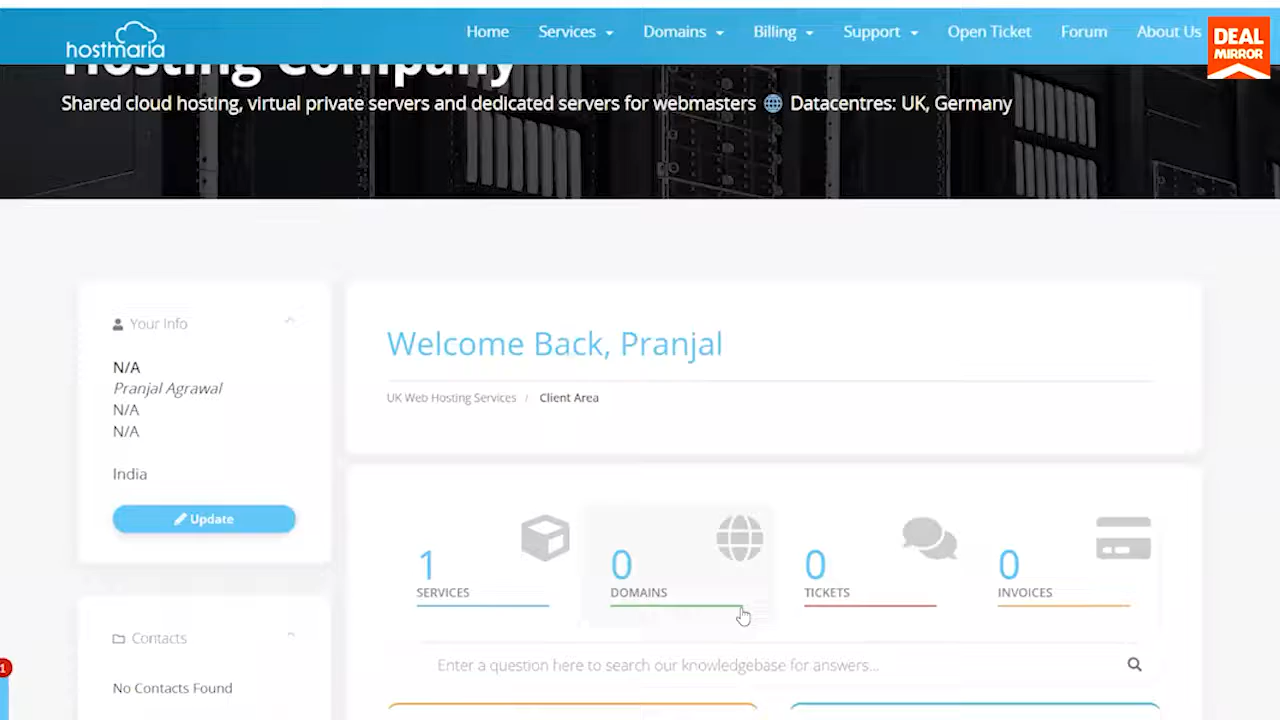 hostmaria
Home
Services
Domains
Billing
Support
Open Ticket
Forum
About Us
DEAL
MIRROR
Hosting Company
Shared cloud hosting, virtual private servers and dedicated servers for webmasters 🌐 Datacentres: UK, Germany
Your Info
N/A
Pranjal Agrawal
N/A
N/A
India
Update
Contacts
No Contacts Found
1
Welcome Back, Pranjal
UK Web Hosting Services / Client Area
1
SERVICES
0
DOMAINS
0
TICKETS
0
INVOICES
Enter a question here to search our knowledgebase for answers...